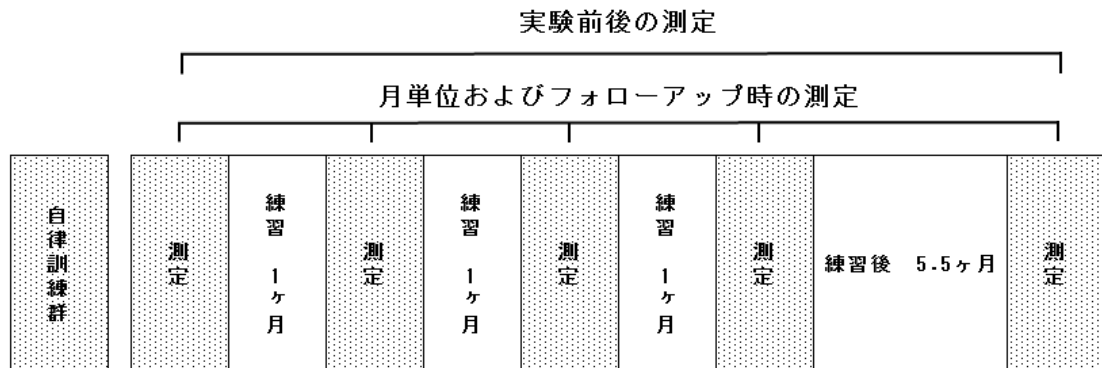 実験前後の測定
月単位およびフォローアップ時の測定
自律訓練群
測定
練習 1ヶ月
測定
練習 1ヶ月
測定
練習 1ヶ月
測定
練習後 5.5ヶ月
測定